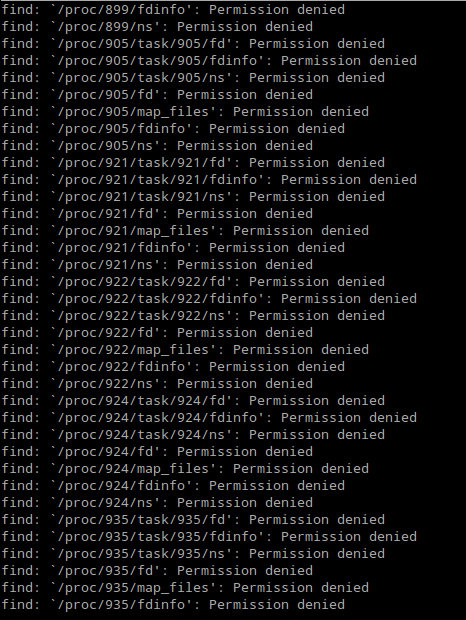 find: `/proc/899/fdinfo': Permission denied
find: `/proc/899/ns': Permission denied
find: `/proc/905/task/905/fd': Permission denied
find: `/proc/905/task/905/fdinfo': Permission denied
find: `/proc/905/task/905/ns': Permission denied
find: `/proc/905/fd': Permission denied
find: `/proc/905/map_files': Permission denied
find: `/proc/905/fdinfo': Permission denied
find: `/proc/905/ns': Permission denied
find: `/proc/921/task/921/fd': Permission denied
find: `/proc/921/task/921/fdinfo': Permission denied
find: `/proc/921/task/921/ns': Permission denied
find: `/proc/921/fd': Permission denied
find: `/proc/921/map_files': Permission denied
find: `/proc/921/fdinfo': Permission denied
find: `/proc/921/ns': Permission denied
find: `/proc/922/task/922/fd': Permission denied
find: `/proc/922/task/922/fdinfo': Permission denied
find: `/proc/922/task/922/ns': Permission denied
find: `/proc/922/fd': Permission denied
find: `/proc/922/map_files': Permission denied
find: `/proc/922/fdinfo': Permission denied
find: `/proc/922/ns': Permission denied
find: `/proc/924/task/924/fd': Permission denied
find: `/proc/924/task/924/fdinfo': Permission denied
find: `/proc/924/task/924/ns': Permission denied
find: `/proc/924/fd': Permission denied
find: `/proc/924/map_files': Permission denied
find: `/proc/924/fdinfo': Permission denied
find: `/proc/924/ns': Permission denied
find: `/proc/935/task/935/fd': Permission denied
find: `/proc/935/task/935/fdinfo': Permission denied
find: `/proc/935/task/935/ns': Permission denied
find: `/proc/935/fd': Permission denied
find: `/proc/935/map_files': Permission denied
find: `/proc/935/fdinfo': Permission denied